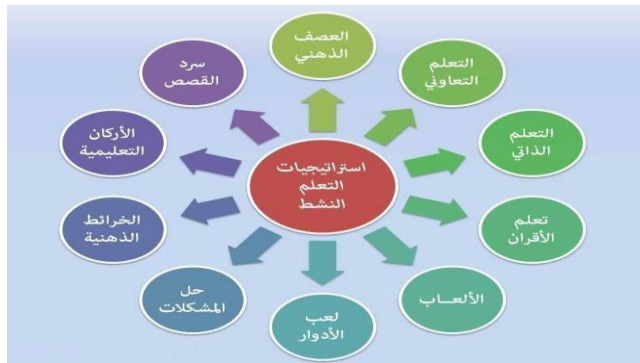 استراتيجيات
التعلم
النشط
العصف
الذهني
التعلم
التعاوني
التعلم
الذاتي
تعلم
الأقران
الألعــاب
لعب
الأدوار
حل
المشكلات
الخرائط
الذهنية
الأركان
التعليمية
سرد
القصص